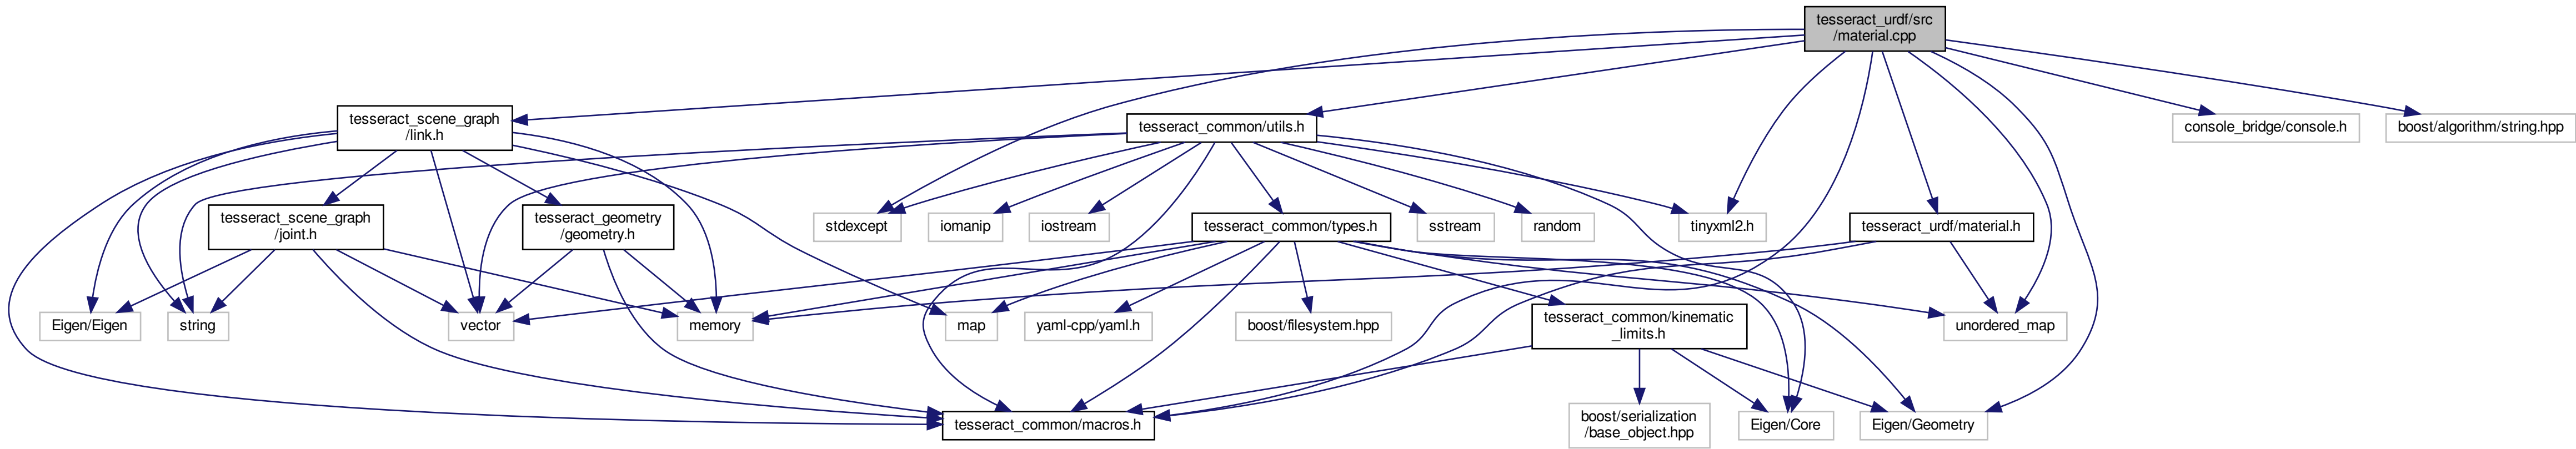 tesseract_urdf/src
/material.cpp
tesseract_scene_graph
/link.h
tesseract_common/utils.h
console_bridge/console.h
boost/algorithm/string.hpp
tesseract_scene_graph
/joint.h
tesseract_geometry
/geometry.h
stdexcept
iomanip
iostream
tesseract_common/types.h
sstream
random
tinyxml2.h
tesseract_urdf/material.h
Eigen/Eigen
string
vector
memory
map
yaml-cpp/yaml.h
boost/filesystem.hpp
tesseract_common/kinematic
_limits.h
unordered_map
tesseract_common/macros.h
boost/serialization
/base_object.hpp
Eigen/Core
Eigen/Geometry